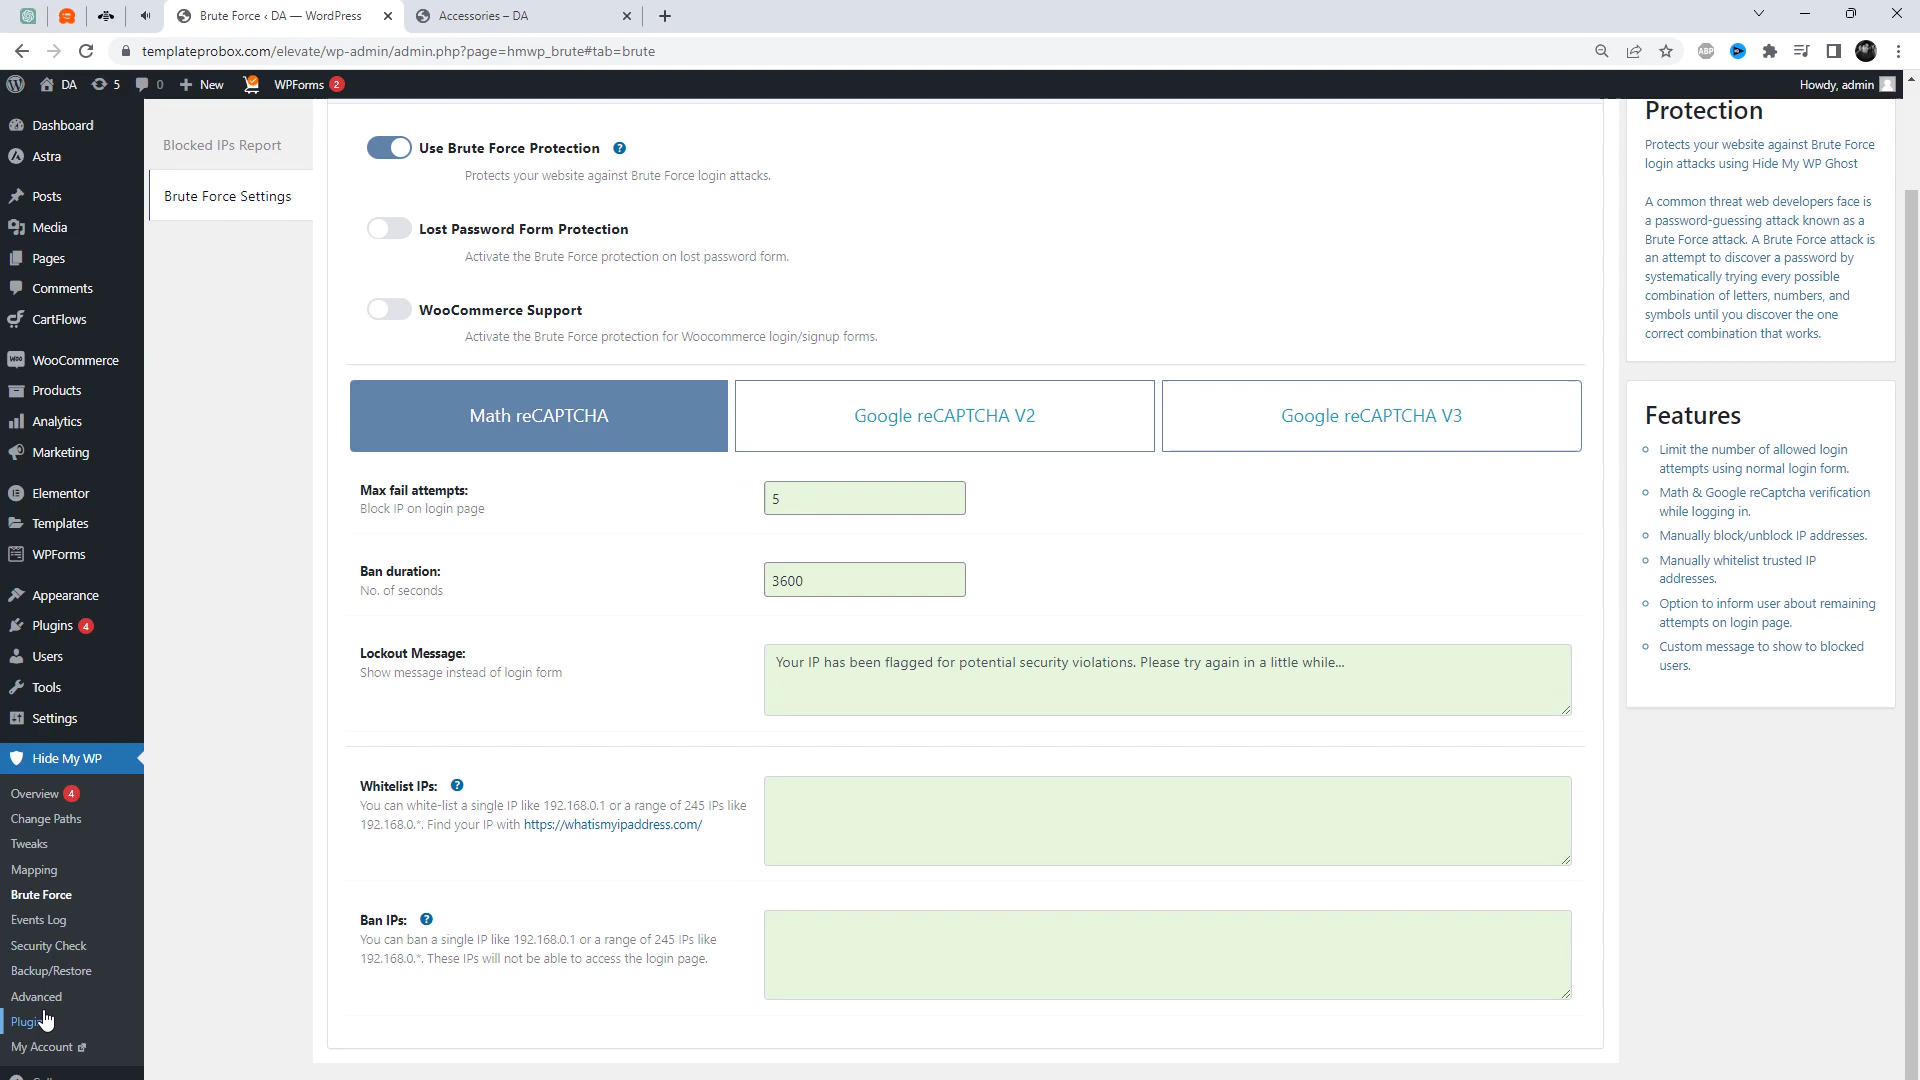 Brute Force ‹ DA — WordPress
Accessories – DA
templateprobox.com/elevate/wp-admin/admin.php?page=hmwp_brute#tab=brute
ABP
DA
5
0
New
WPForms 2
Howdy, admin
Dashboard
Astra
Posts
Media
Pages
Comments
CartFlows
WooCommerce
Products
Analytics
Marketing
Elementor
Templates
WPForms
Appearance
Plugins 4
Users
Tools
Settings
Hide My WP
Overview 4
Change Paths
Tweaks
Mapping
Brute Force
Events Log
Security Check
Backup/Restore
Advanced
My Account
Blocked IPs Report
Brute Force Settings
Use Brute Force Protection ?
Protects your website against Brute Force login attacks.
Lost Password Form Protection
Activate the Brute Force protection on lost password form.
WooCommerce Support
Activate the Brute Force protection for Woocommerce login/signup forms.
Math reCAPTCHA
Google reCAPTCHA V2
Google reCAPTCHA V3
Max fail attempts:
Block IP on login page
5
Ban duration:
No. of seconds
3600
Lockout Message:
Show message instead of login form
Your IP has been flagged for potential security violations. Please try again in a little while...
Whitelist IPs: ?
You can white-list a single IP like 192.168.0.1 or a range of 245 IPs like
192.168.0.*. Find your IP with https://whatismyipaddress.com/
Ban IPs: ?
You can ban a single IP like 192.168.0.1 or a range of 245 IPs like
192.168.0.*. These IPs will not be able to access the login page.
Protection
Protects your website against Brute Force
login attacks using Hide My WP Ghost
A common threat web developers face is
a password-guessing attack known as a
Brute Force attack. A Brute Force attack is
an attempt to discover a password by
systematically trying every possible
combination of letters, numbers, and
symbols until you discover the one
correct combination that works.
Features
Limit the number of allowed login
attempts using normal login form.
Math & Google reCaptcha verification
while logging in.
Manually block/unblock IP addresses.
Manually whitelist trusted IP
addresses.
Option to inform user about remaining
attempts on login page.
Custom message to show to blocked
users.